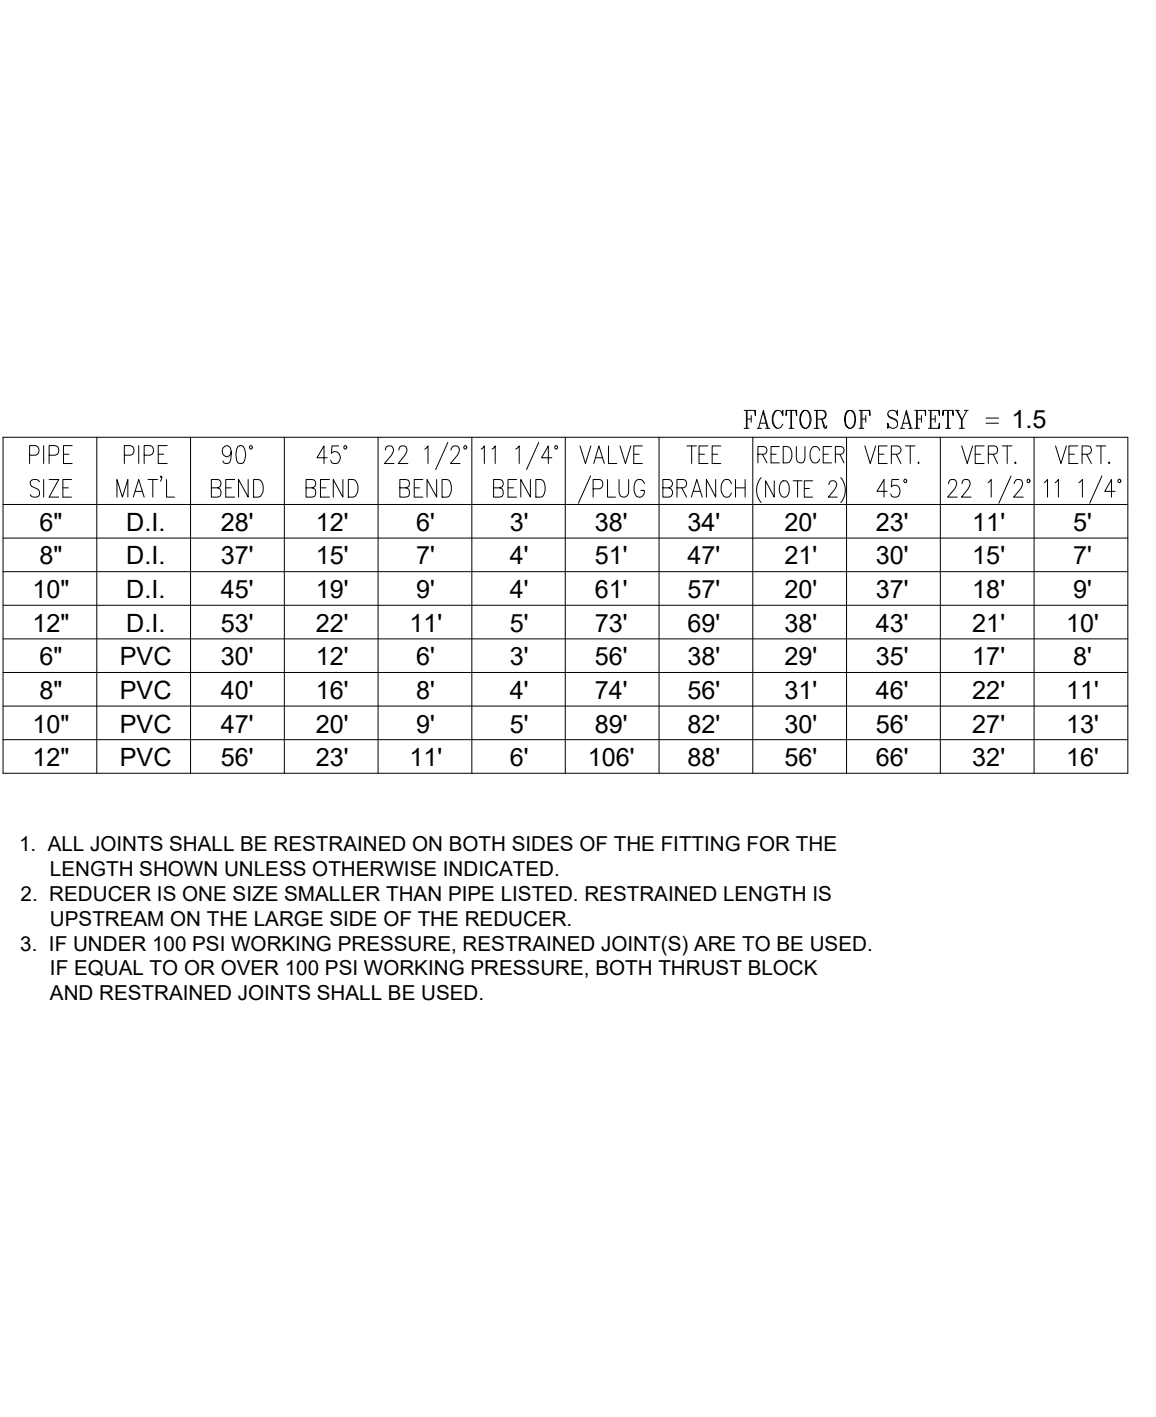 FACTOR OF SAFETY = 1.5
PIPE PIPE 90° 45° 22 1/2° 11 1/4° VALVE TEE REDUCER VERT. VERT. VERT.
SIZE MAT'L BEND BEND BEND BEND /PLUG BRANCH (NOTE 2) 45° 22 1/2° 11 1/4°
6" D.I. 28' 12' 6' 3' 38' 34' 20' 23' 11' 5'
8" D.I. 37' 15' 7' 4' 51' 47' 21' 30' 15' 7'
10" D.I. 45' 19' 9' 4' 61' 57' 20' 37' 18' 9'
12" D.I. 53' 22' 11' 5' 73' 69' 38' 43' 21' 10'
6" PVC 30' 12' 6' 3' 56' 38' 29' 35' 17' 8'
8" PVC 40' 16' 8' 4' 74' 56' 31' 46' 22' 11'
10" PVC 47' 20' 9' 5' 89' 82' 30' 56' 27' 13'
12" PVC 56' 23' 11' 6' 106' 88' 56' 66' 32' 16'
1. ALL JOINTS SHALL BE RESTRAINED ON BOTH SIDES OF THE FITTING FOR THE
LENGTH SHOWN UNLESS OTHERWISE INDICATED.
2. REDUCER IS ONE SIZE SMALLER THAN PIPE LISTED. RESTRAINED LENGTH IS
UPSTREAM ON THE LARGE SIDE OF THE REDUCER.
3. IF UNDER 100 PSI WORKING PRESSURE, RESTRAINED JOINT(S) ARE TO BE USED.
IF EQUAL TO OR OVER 100 PSI WORKING PRESSURE, BOTH THRUST BLOCK
AND RESTRAINED JOINTS SHALL BE USED.